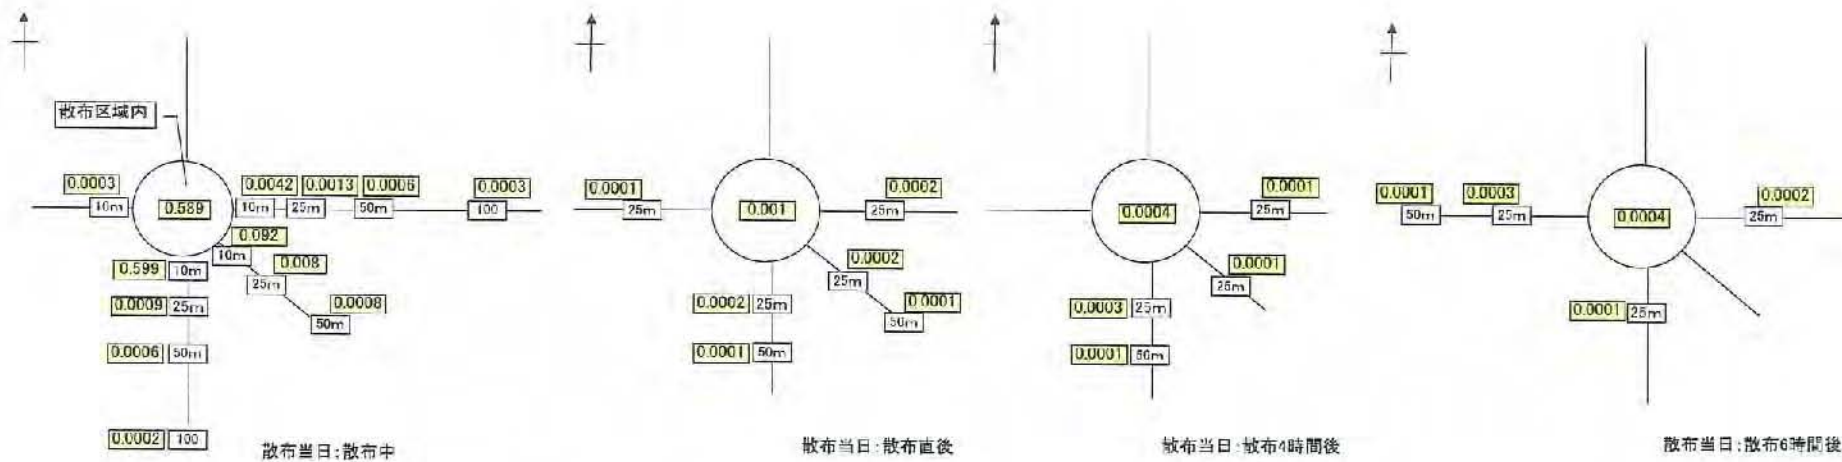 散布区域内
0.0003
10m
0.589
0.0042 0.0013 0.0006
10m 25m 50m
0.0003
100
0.092
10m
0.008
25m
0.0008
50m
0.599 10m
0.0009 25m
0.0006 50m
0.0002 100
散布当日:散布中
0.0001
25m
0.001
0.0002
25m
0.0002
25m
0.0001
50m
0.0002 25m
0.0001 50m
散布当日:散布直後
0.0004
0.0001
25m
0.0001
25m
0.0003 25m
0.0001 50m
散布当日:散布4時間後
0.0001
50m
0.0003
25m
0.0004
0.0002
25m
0.0001 25m
散布当日:散布6時間後